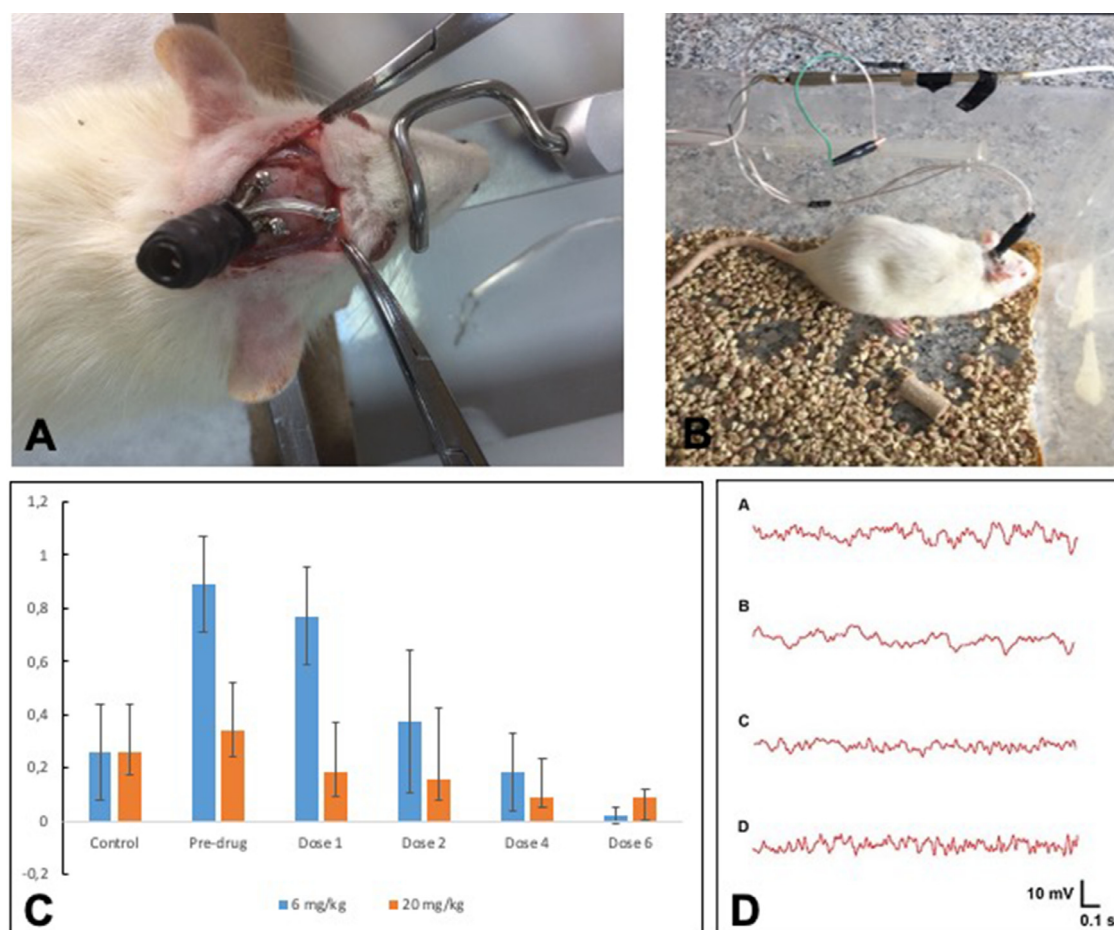 A
B
1,2
1
0,8
0,6
0,4
0,2
0
-0,2
Control
Pre-drug
Dose 1
Dose 2
Dose 4
Dose 6
6 mg/kg
20 mg/kg
C
A
B
C
D
10 mV
0.1 s
D